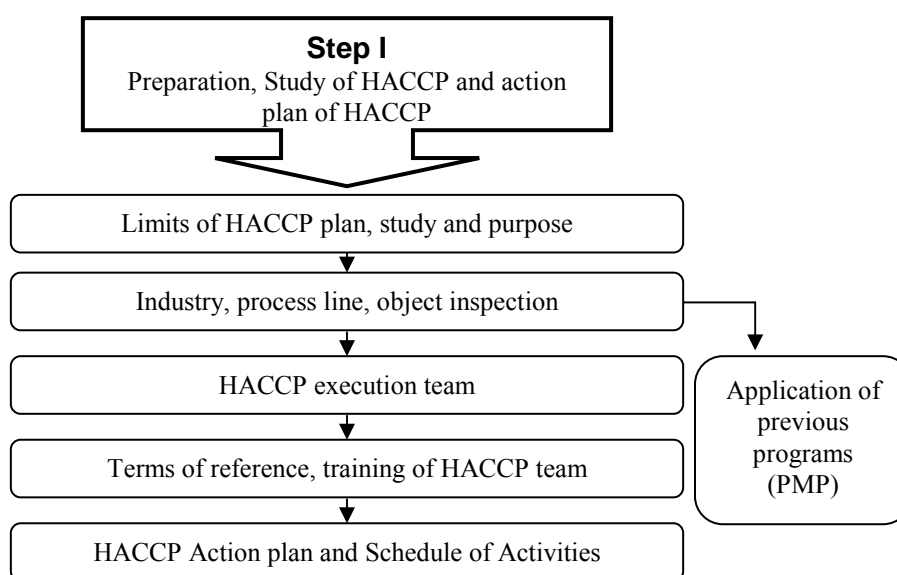 Step I
Preparation, Study of HACCP and action
plan of HACCP
Limits of HACCP plan, study and purpose
Industry, process line, object inspection
HACCP execution team
Application of
previous
programs
(PMP)
Terms of reference, training of HACCP team
HACCP Action plan and Schedule of Activities